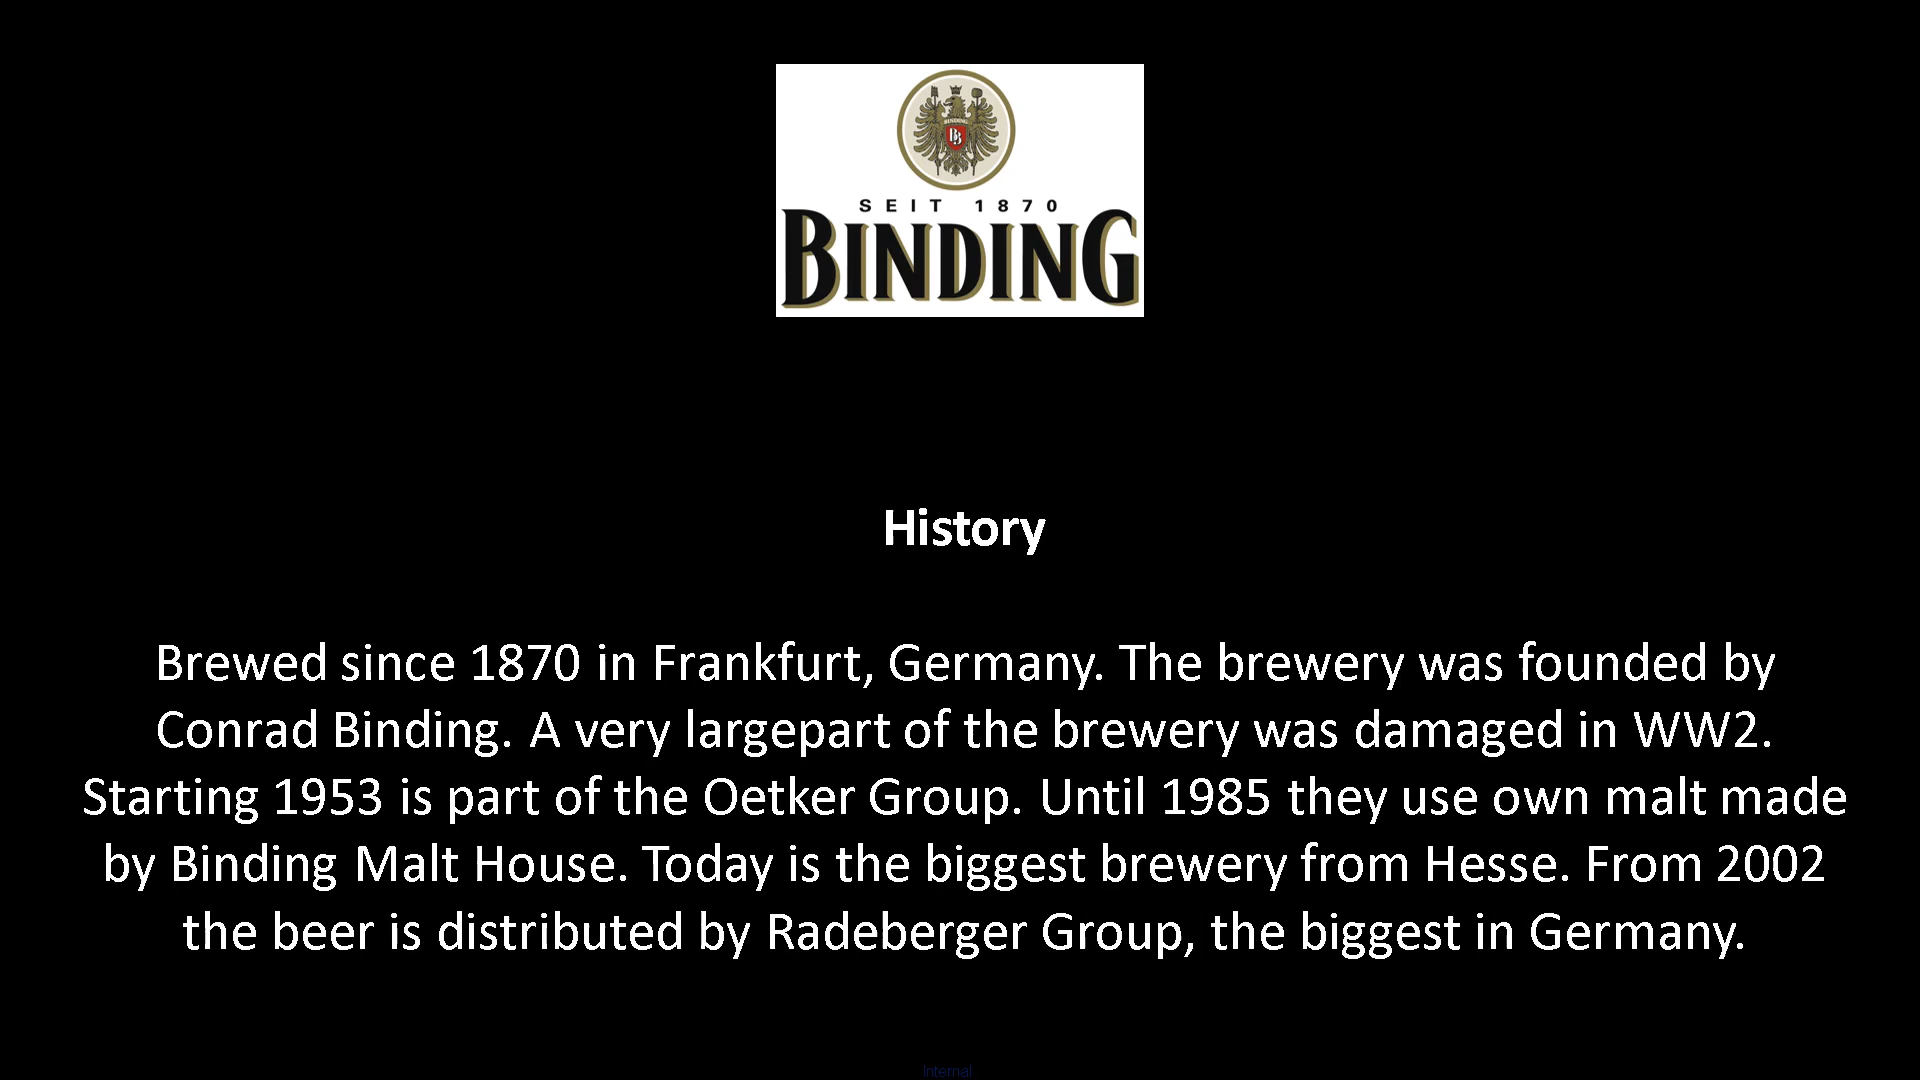 BINDING
BB
SEIT 1870
BINDING
History
Brewed since 1870 in Frankfurt, Germany. The brewery was founded by
Conrad Binding. A very largepart of the brewery was damaged in WW2.
Starting 1953 is part of the Oetker Group. Until 1985 they use own malt made
by Binding Malt House. Today is the biggest brewery from Hesse. From 2002
the beer is distributed by Radeberger Group, the biggest in Germany.
Internal